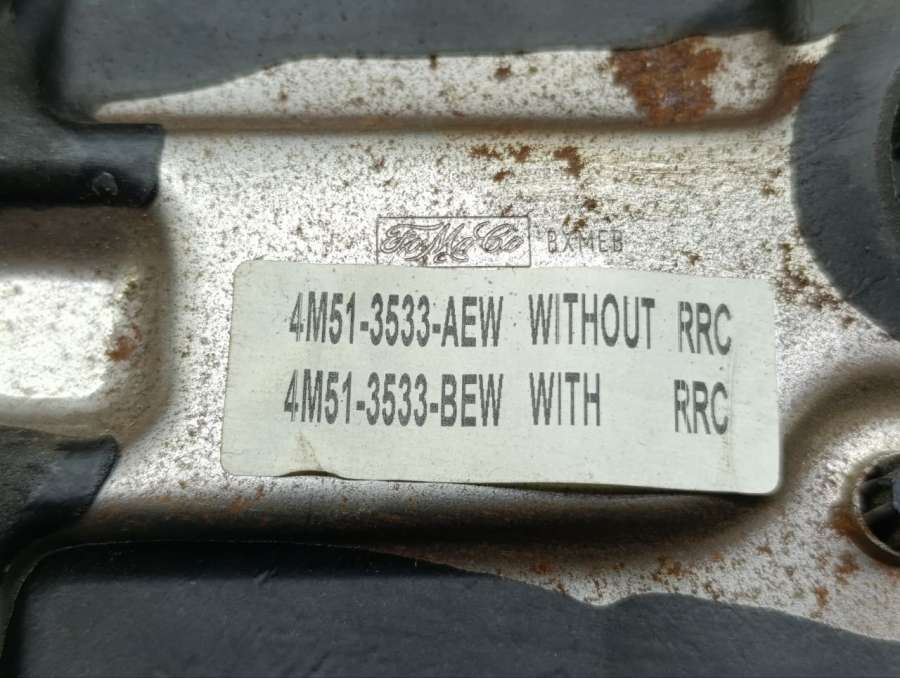 FoMoCo BXMEB
4M51-3533-AEW WITHOUT RRC
4M51-3533-BEW WITH RRC